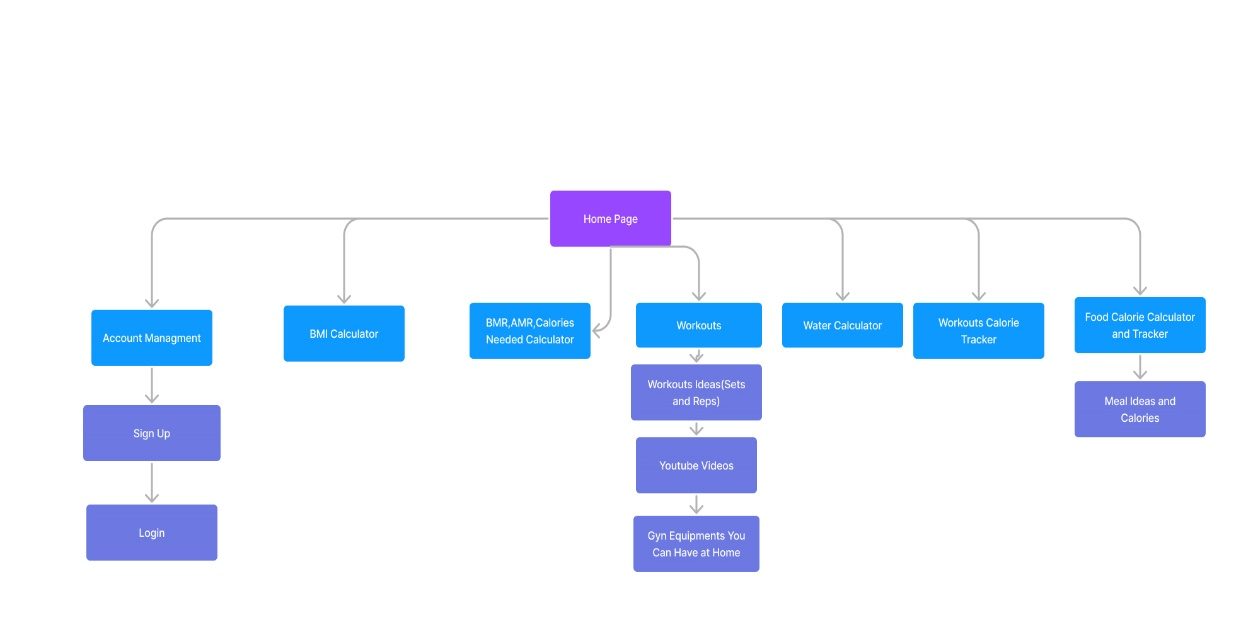 Home Page
Account Managment
BMI Calculator
BMR,AMR,Calories
Needed Calculator
Workouts
Water Calculator
Workouts Calorie
Tracker
Food Calorie Calculator
and Tracker
Sign Up
Login
Workouts Ideas(Sets
and Reps)
Youtube Videos
Gyn Equipments You
Can Have at Home
Meal Ideas and
Calories